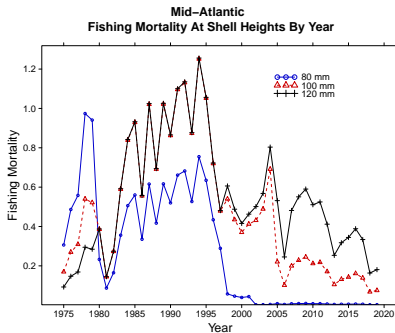 Mid–Atlantic
Fishing Mortality At Shell Heights By Year
80 mm
100 mm
120 mm
Fishing Mortality
1.2
1.0
0.8
0.6
0.4
0.2
1975 1980 1985 1990 1995 2000 2005 2010 2015 2020
Year